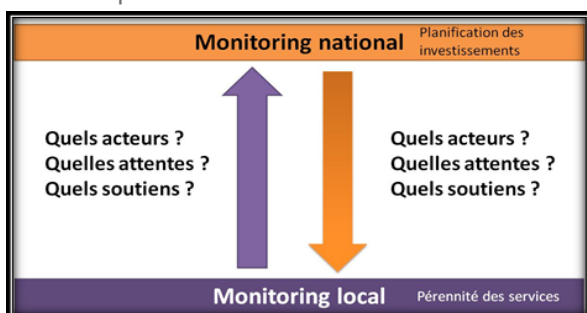 Monitoring national
Planification des
investissements
Quels acteurs ?
Quelles attentes ?
Quels soutiens ?
Quels acteurs ?
Quelles attentes ?
Quels soutiens ?
Monitoring local
Pérennité des services